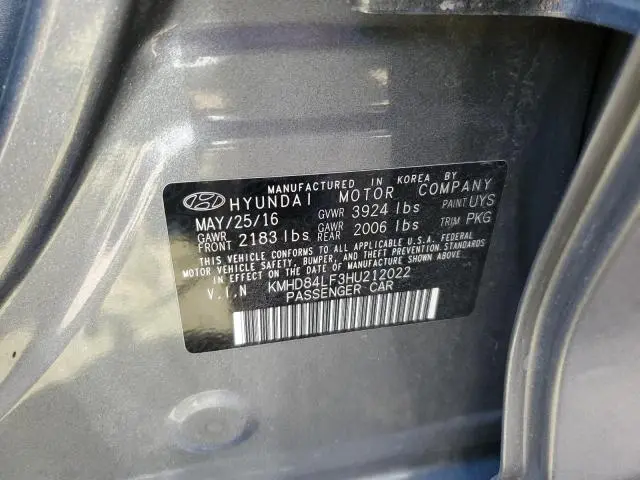 MANUFACTURED IN KOREA BY
HYUNDAI MOTOR COMPANY
MAY/25/16 GVWR 3924 lbs PAINT UYS
GAWR FRONT 2183 lbs GAWR REAR 2006 lbs TRIM PKG
THIS VEHICLE CONFORMS TO ALL APPLICABLE U.S.A. FEDERAL
MOTOR VEHICLE SAFETY, BUMPER, AND THEFT PREVENTION STANDARDS
IN EFFECT ON THE DATE OF MANUFACTURE SHOWN ABOVE.
V.I.N KMHD84LF3HU212022
PASSENGER CAR